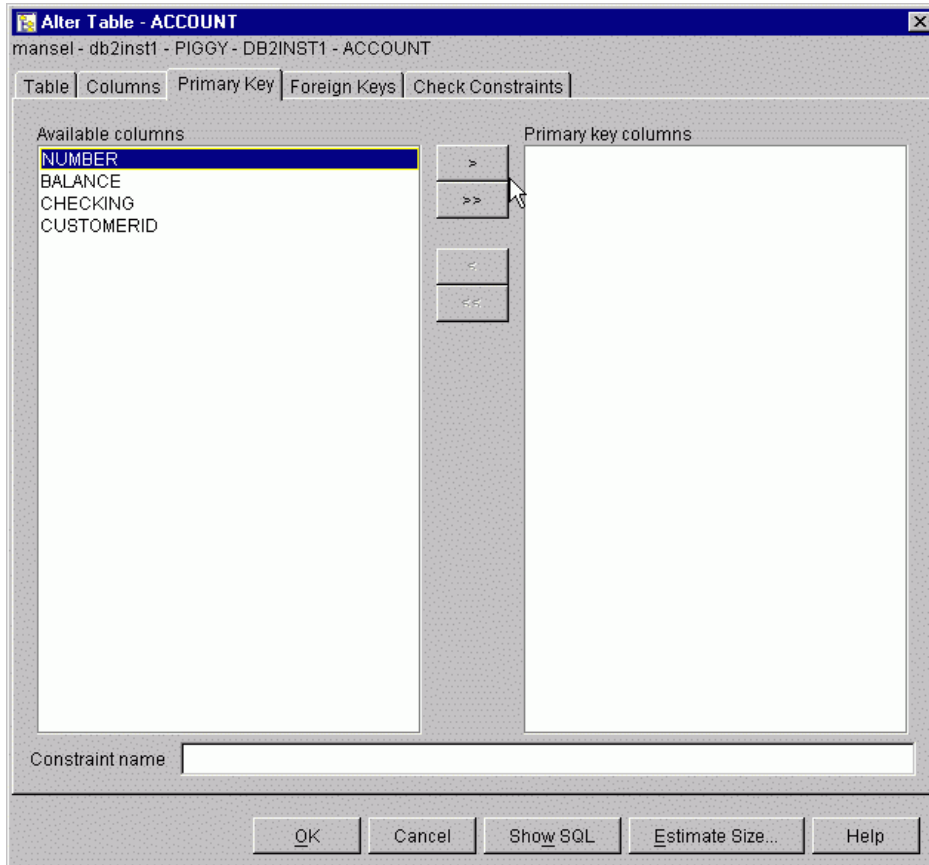 Alter Table - ACCOUNT
mansel - db2inst1 - PIGGY - DB2INST1 - ACCOUNT
Table Columns Primary Key Foreign Keys Check Constraints
Available columns
Primary key columns
NUMBER
BALANCE
CHECKING
CUSTOMERID
>
>>
<
<<
Constraint name
OK Cancel Show SQL Estimate Size... Help